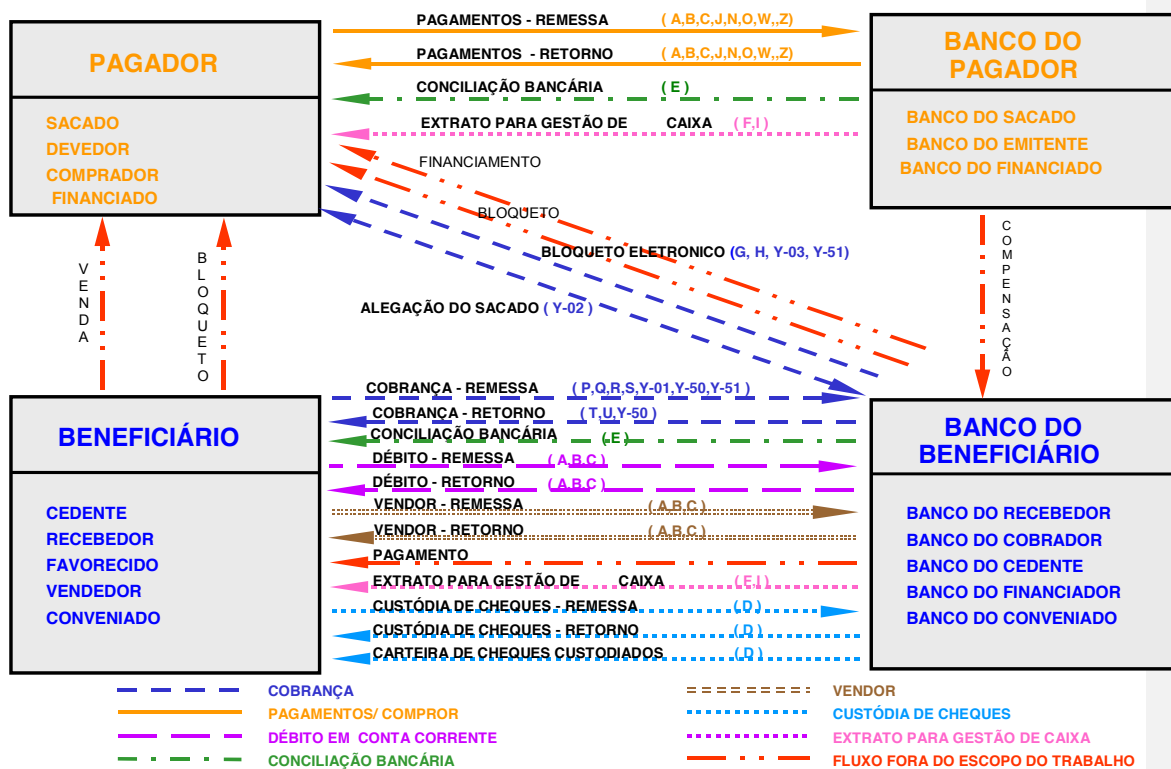 PAGAMENTOS - REMESSA ( A,B,C,J,N,O,W,,Z)
PAGAMENTOS - RETORNO ( A,B,C,J,N,O,W,,Z)
CONCILIAÇÃO BANCÁRIA ( E )
EXTRATO PARA GESTÃO DE CAIXA ( F,I )
PAGADOR
SACADO
DEVEDOR
COMPRADOR
FINANCIADO
BANCO DO
PAGADOR
BANCO DO SACADO
BANCO DO EMITENTE
BANCO DO FINANCIADO
FINANCIAMENTO
BLOQUETO
BLOQUETO ELETRONICO (G, H, Y-03, Y-51)
ALEGAÇÃO DO SACADO ( Y-02 )
VENDA
BLOQUETO
COMPENSAÇÃO
BENEFICIÁRIO
CEDENTE
RECEBEDOR
FAVORECIDO
VENDEDOR
CONVENIADO
COBRANÇA - REMESSA ( P,Q,R,S,Y-01,Y-50,Y-51)
COBRANÇA - RETORNO ( T,U,Y-50)
CONCILIAÇÃO BANCÁRIA ( E )
DÉBITO - REMESSA ( A,B,C )
DÉBITO - RETORNO ( A,B,C )
VENDOR - REMESSA ( A,B,C )
VENDOR - RETORNO ( A,B,C )
PAGAMENTO
EXTRATO PARA GESTÃO DE CAIXA ( F,I )
CUSTÓDIA DE CHEQUES - REMESSA ( D )
CUSTÓDIA DE CHEQUES - RETORNO ( D )
CARTEIRA DE CHEQUES CUSTODIADOS ( D )
BANCO DO
BENEFICIÁRIO
BANCO DO RECEBEDOR
BANCO DO COBRADOR
BANCO DO CEDENTE
BANCO DO FINANCIADOR
BANCO DO CONVENIADO
COBRANÇA
PAGAMENTOS/ COMPROR
DÉBITO EM CONTA CORRENTE
CONCILIAÇÃO BANCÁRIA
VENDOR
CUSTÓDIA DE CHEQUES
EXTRATO PARA GESTÃO DE CAIXA
FLUXO FORA DO ESCOPO DO TRABALHO